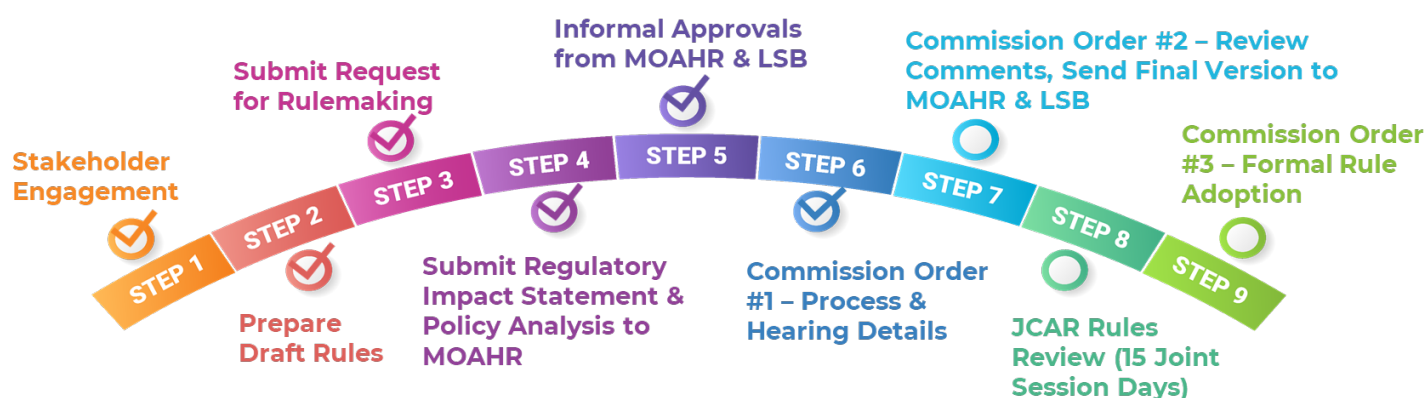 Stakeholder
Engagement
STEP 1
STEP 2
Prepare
Draft Rules
Submit Request
for Rulemaking
STEP 3
STEP 4
Submit Regulatory
Impact Statement &
Policy Analysis to
MOAHR
Informal Approvals
from MOAHR & LSB
STEP 5
STEP 6
Commission Order
#1 – Process &
Hearing Details
Commission Order #2 – Review
Comments, Send Final Version to
MOAHR & LSB
STEP 7
STEP 8
JCAR Rules
Review (15 Joint
Session Days)
Commission Order
#3 – Formal Rule
Adoption
STEP 9